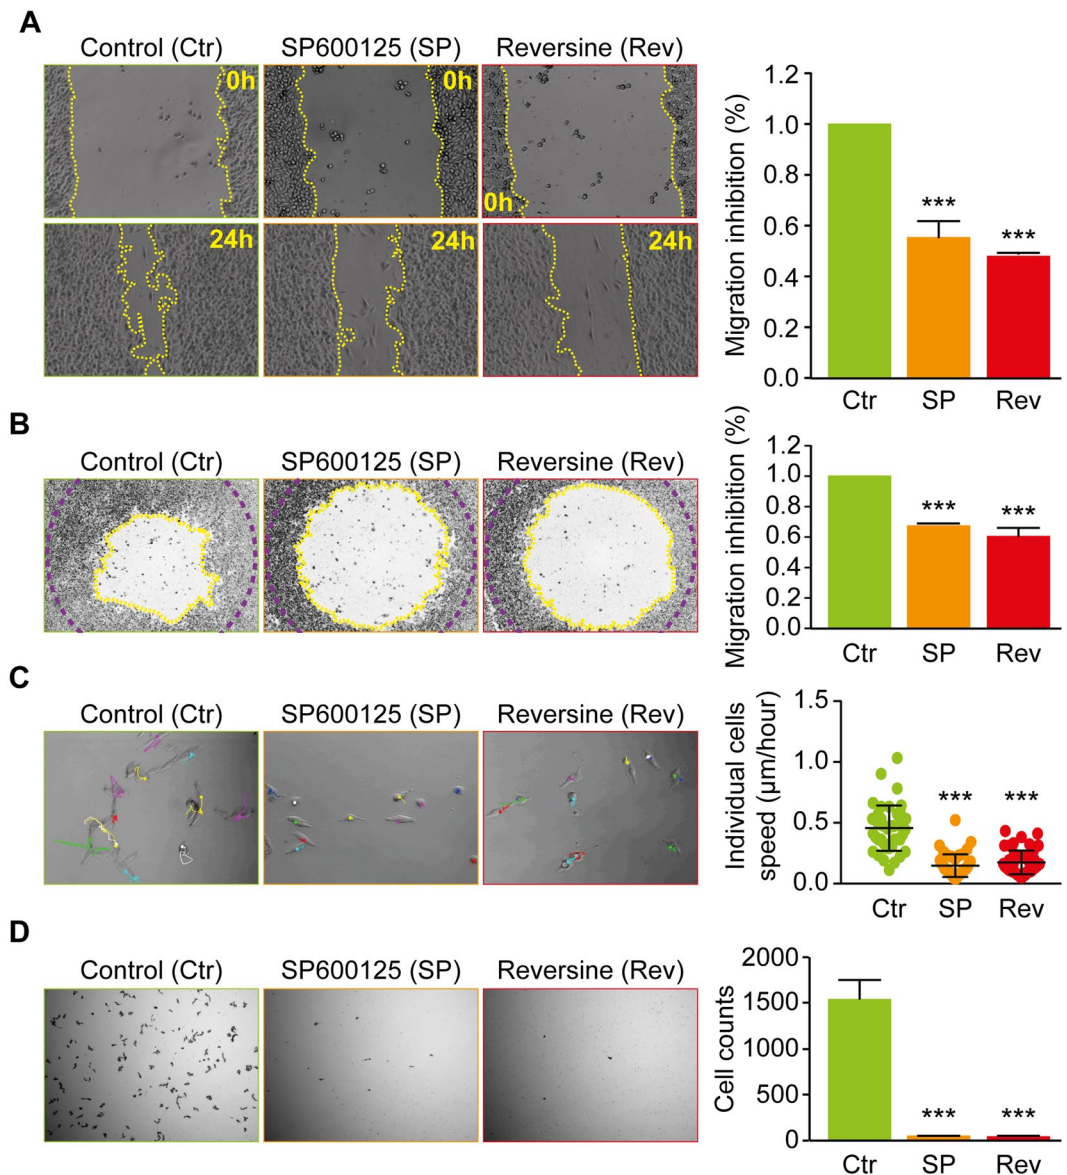 A
Control (Ctr)
SP600125 (SP)
Reversine (Rev)
0h
0h
0h
24h
24h
24h
Migration inhibition (%)
1.2
1.0
0.8
0.6
0.4
0.2
0.0
***
***
Ctr
SP
Rev
B
Control (Ctr)
SP600125 (SP)
Reversine (Rev)
Migration inhibition (%)
1.2
1.0
0.8
0.6
0.4
0.2
0.0
***
***
Ctr
SP
Rev
C
Control (Ctr)
SP600125 (SP)
Reversine (Rev)
Individual cells
speed (µm/hour)
1.5
1.0
0.5
0.0
***
***
Ctr
SP
Rev
D
Control (Ctr)
SP600125 (SP)
Reversine (Rev)
Cell counts
2000
1500
1000
500
0
***
***
Ctr
SP
Rev